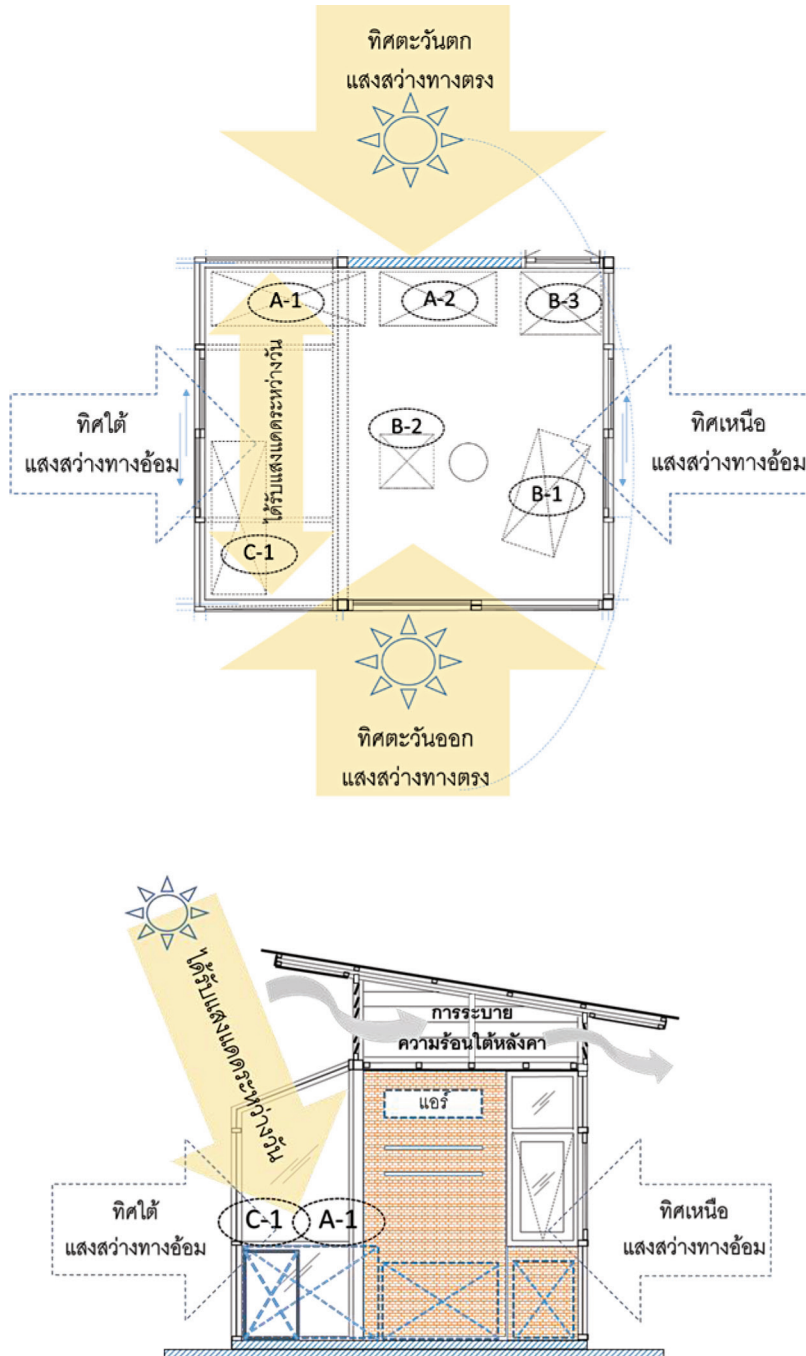 ทิศตะวันตก
แสงสว่างทางตรง
A-1
A-2
B-3
ได้รับแสงแดดระหว่างวัน
ทิศใต้
แสงสว่างทางอ้อม
B-2
ทิศเหนือ
แสงสว่างทางอ้อม
B-1
C-1
ทิศตะวันออก
แสงสว่างทางตรง
ได้รับแสงแดดระหว่างวัน
การระบาย
ความร้อนใต้หลังคา
แอร์
ทิศใต้
แสงสว่างทางอ้อม
C-1
A-1
ทิศเหนือ
แสงสว่างทางอ้อม